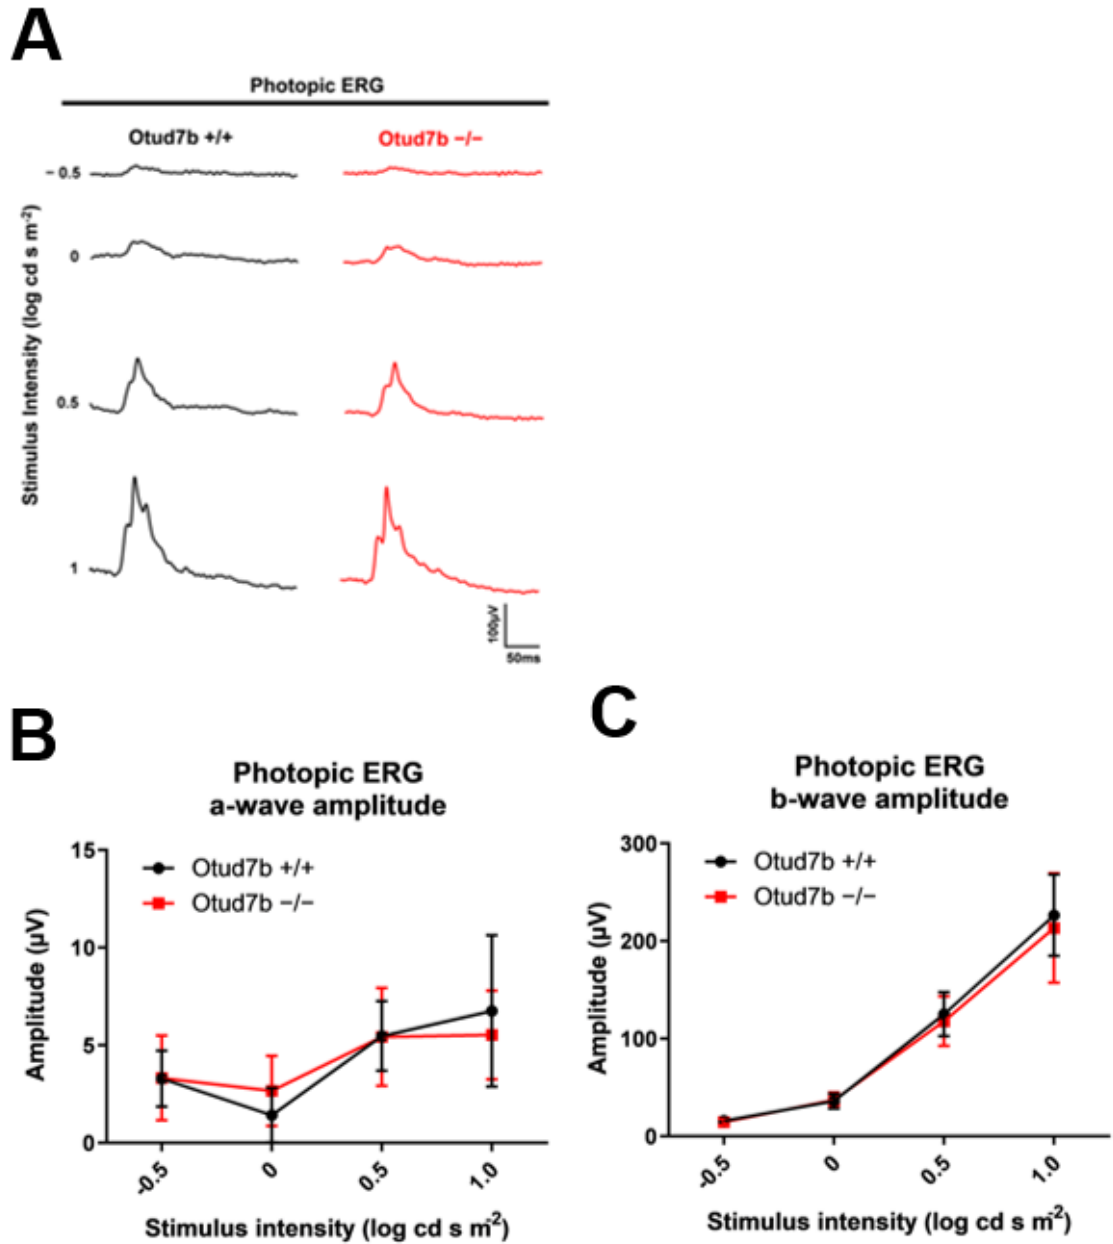 A
Photopic ERG
Otud7b +/+
Otud7b −/−
Stimulus Intensity (log cd s m-2)
− 0.5
0
0.5
1
100µV
50ms
B
Photopic ERG
a-wave amplitude
Otud7b +/+
Otud7b −/−
Amplitude (µV)
15
10
5
0
-0.5
0
0.5
1.0
Stimulus intensity (log cd s m-2)
C
Photopic ERG
b-wave amplitude
Otud7b +/+
Otud7b −/−
Amplitude (µV)
300
200
100
0
-0.5
0
0.5
1.0
Stimulus intensity (log cd s m-2)